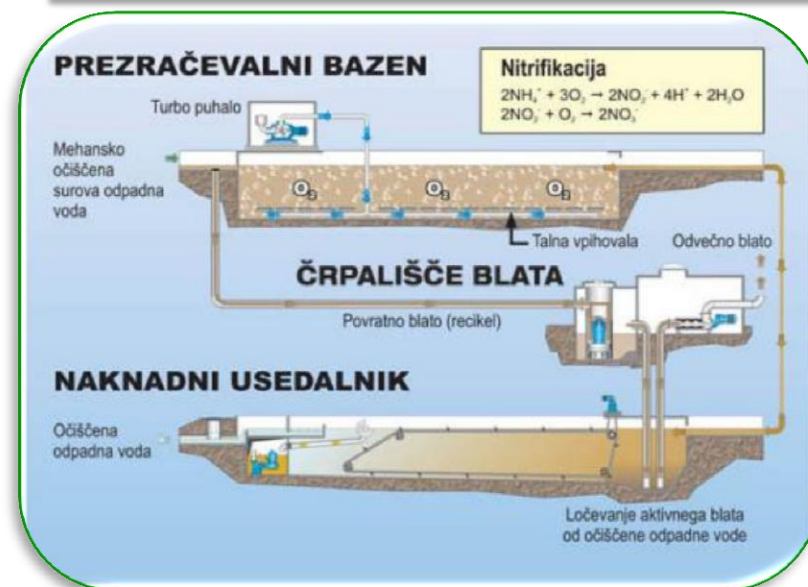 PREZRAČEVALNI BAZEN
Nitrifikacija
2NH₄⁺ + 3O₂ → 2NO₂⁻ + 4H⁺ + 2H₂O
2NO₂⁻ + O₂ → 2NO₃⁻
Turbo puhalo
Mehansko
očiščena
surova odpadna
voda
Talna vpihovala
Odvečno blato
ČRPALIŠČE BLATA
Povratno blato (recikel)
NAKNADNI USEDALNIK
Očiščena
odpadna voda
Ločevanje aktivnega blata
od očiščene odpadne vode